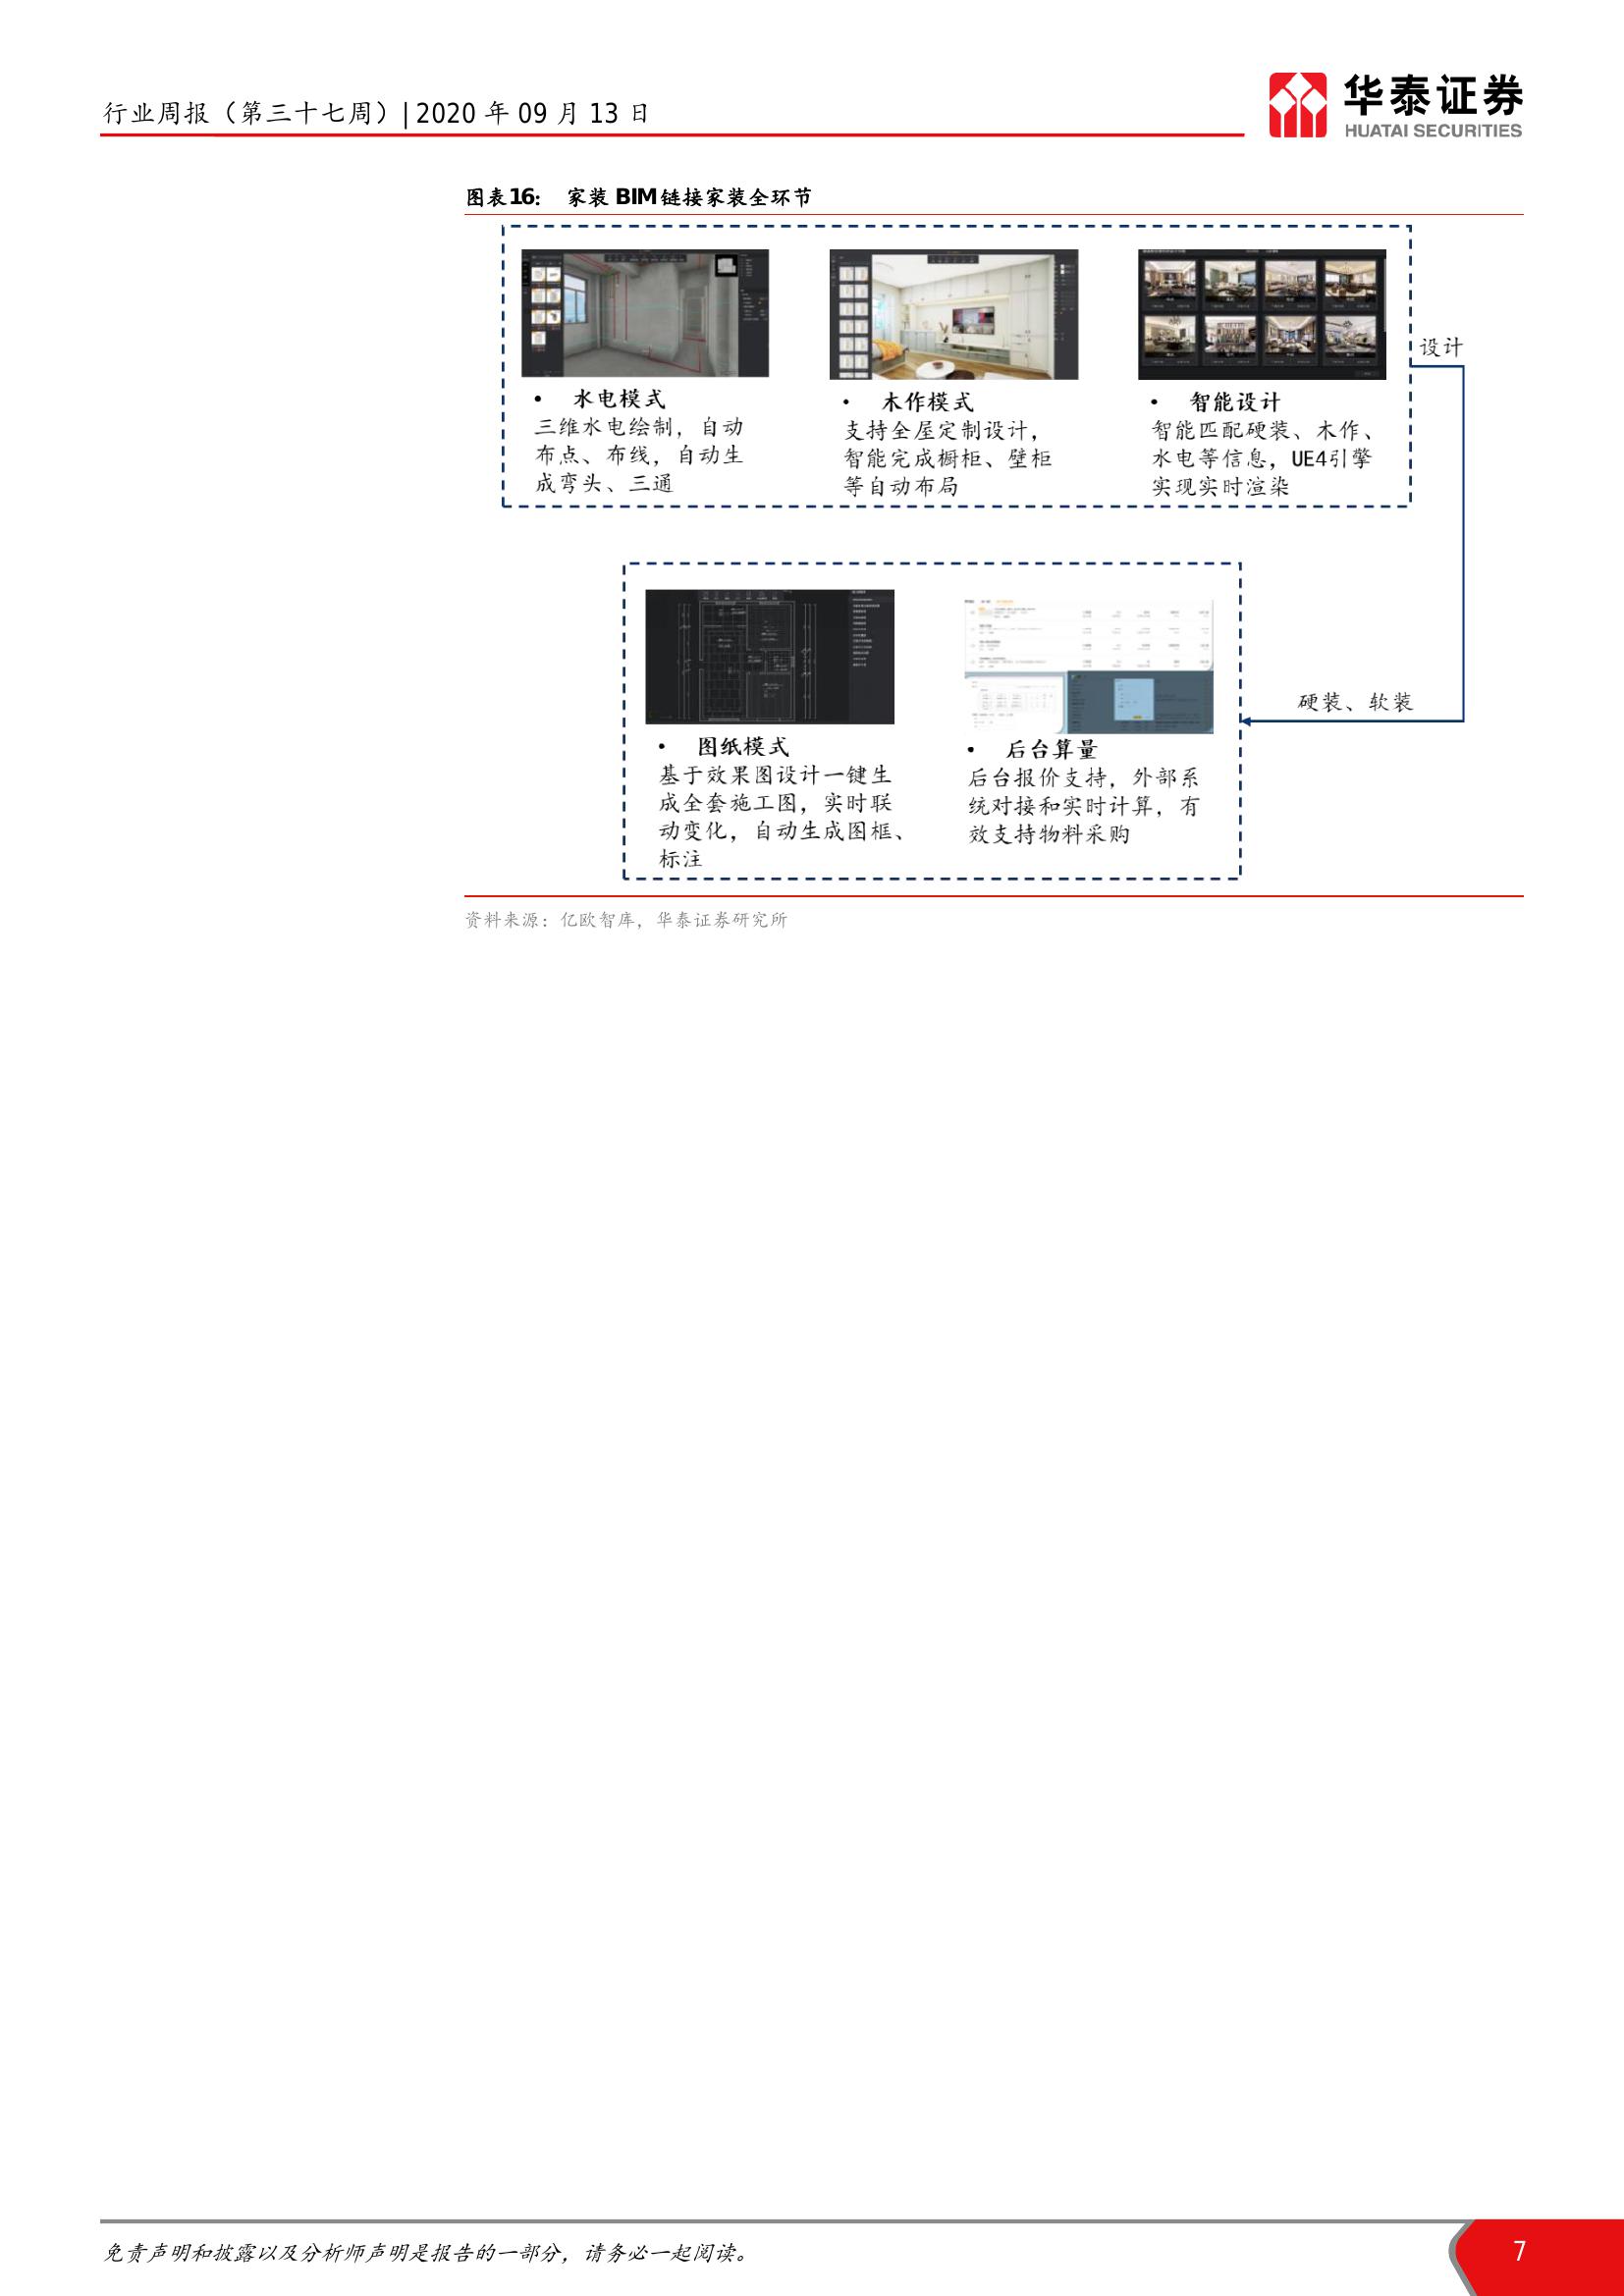 行业周报（第三十七周）| 2020 年 09 月 13 日
华泰证券
HUATAI SECURITIES
图表16： 家装 BIM 链接家装全环节
• 水电模式
三维水电绘制，自动
布点、布线，自动生
成弯头、三通
• 木作模式
支持全屋定制设计，
智能完成橱柜、壁柜
等自动布局
• 智能设计
智能匹配硬装、木作、
水电等信息，UE4引擎
实现实时渲染
设计
• 图纸模式
基于效果图设计一键生
成全套施工图，实时联
动变化，自动生成图框、
标注
• 后台算量
后台报价支持，外部系
统对接和实时计算，有
效支持物料采购
硬装、软装
资料来源：亿欧智库，华泰证券研究所
免责声明和披露以及分析师声明是报告的一部分，请务必一起阅读。
7